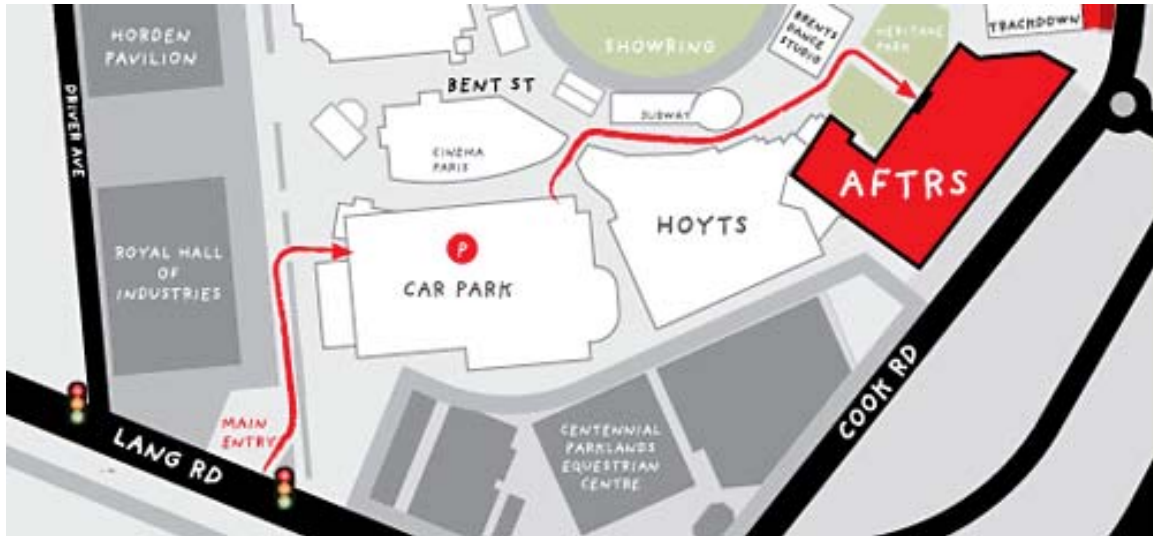 HORDEN
PAVILION
DRIVER AVE
BENT ST
SHOWRING
BRENTS
DANCE
STUDIO
HERITAGE
PARK
TRACKDOWN
SUBWAY
CINEMA
PARIS
AFTRS
HOYTS
ROYAL HALL
OF
INDUSTRIES
P
CAR PARK
MAIN
ENTRY
LANG RD
CENTENNIAL
PARKLANDS
EQUESTRIAN
CENTRE
COOK RD